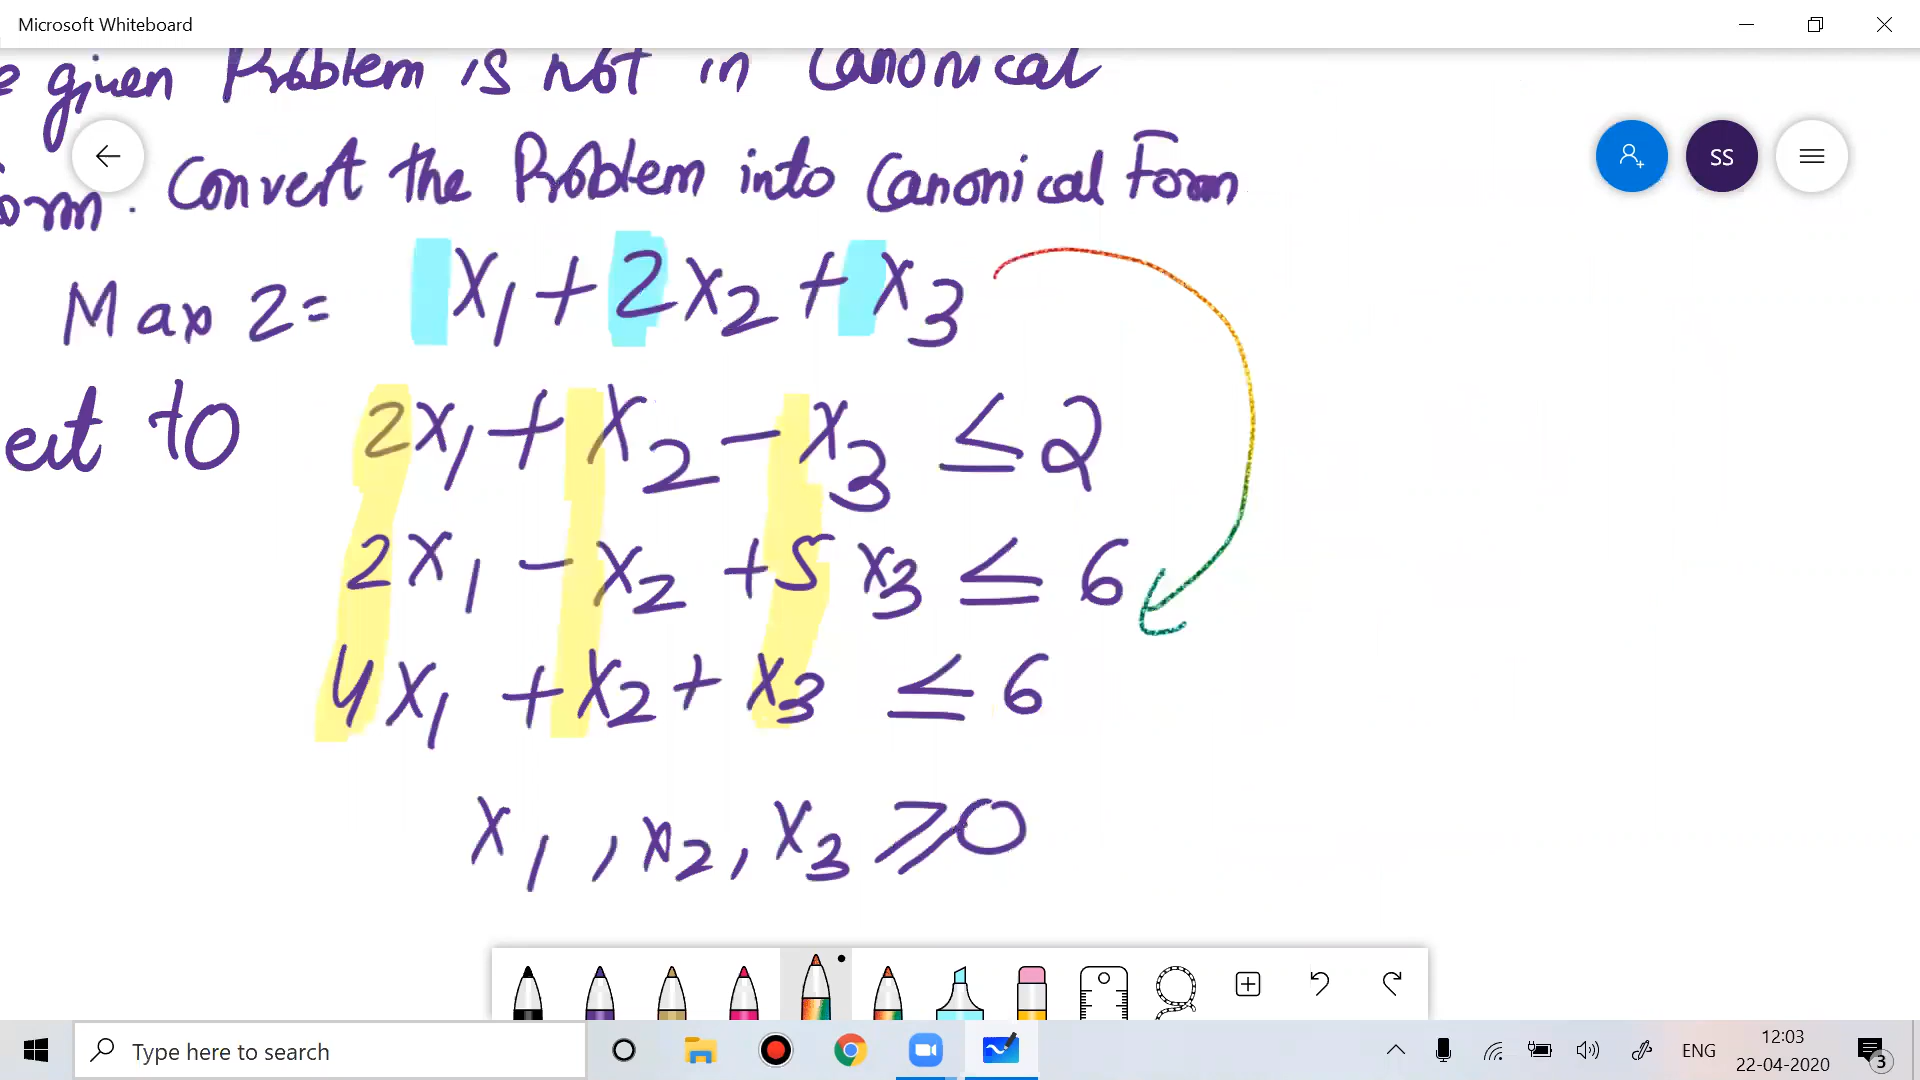 Microsoft Whiteboard
given Problem is not in Canonical
orm. Convert the Problem into Canonical Form
SS
Max Z = x1 + 2x2 + x3
ect to 2x1 + x2 - x3 ≤ 2
2x1 - x2 + 5x3 ≤ 6
4x1 + x2 + x3 ≤ 6
x1, x2, x3 ≥ 0
Type here to search
ENG
12:03
22-04-2020
3